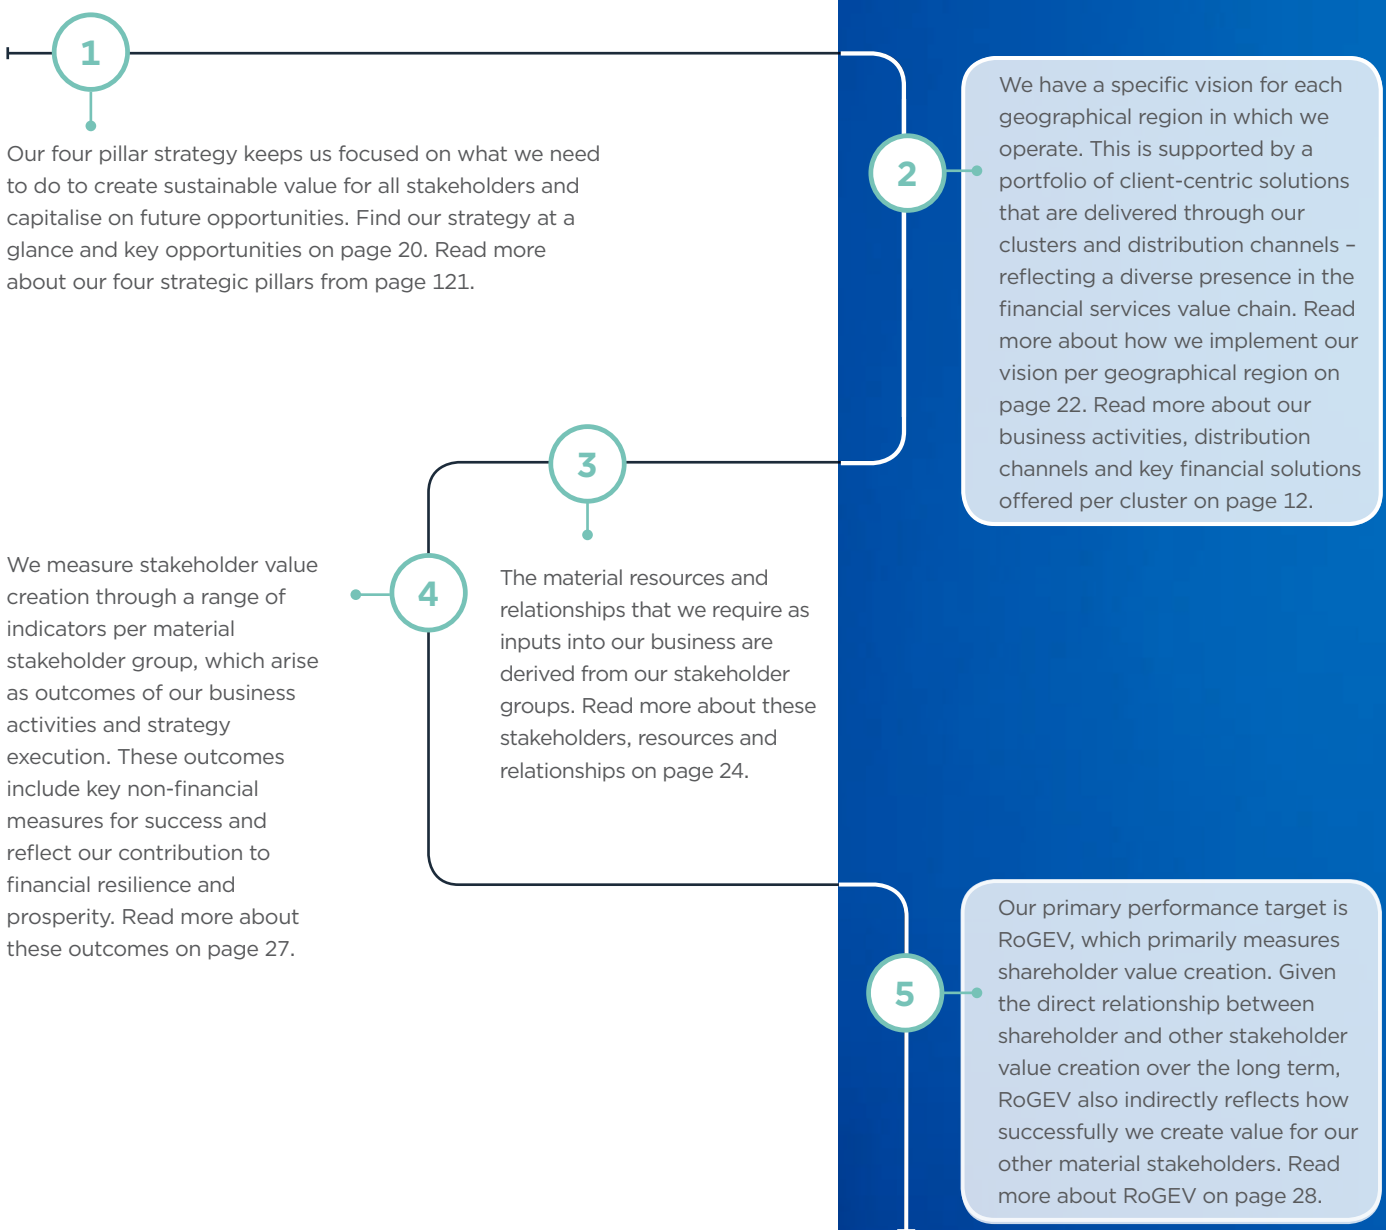 1
Our four pillar strategy keeps us focused on what we need
to do to create sustainable value for all stakeholders and
capitalise on future opportunities. Find our strategy at a
glance and key opportunities on page 20. Read more
about our four strategic pillars from page 121.
2
We have a specific vision for each
geographical region in which we
operate. This is supported by a
portfolio of client-centric solutions
that are delivered through our
clusters and distribution channels –
reflecting a diverse presence in the
financial services value chain. Read
more about how we implement our
vision per geographical region on
page 22. Read more about our
business activities, distribution
channels and key financial solutions
offered per cluster on page 12.
3
The material resources and
relationships that we require as
inputs into our business are
derived from our stakeholder
groups. Read more about these
stakeholders, resources and
relationships on page 24.
4
We measure stakeholder value
creation through a range of
indicators per material
stakeholder group, which arise
as outcomes of our business
activities and strategy
execution. These outcomes
include key non-financial
measures for success and
reflect our contribution to
financial resilience and
prosperity. Read more about
these outcomes on page 27.
5
Our primary performance target is
RoGEV, which primarily measures
shareholder value creation. Given
the direct relationship between
shareholder and other stakeholder
value creation over the long term,
RoGEV also indirectly reflects how
successfully we create value for our
other material stakeholders. Read
more about RoGEV on page 28.